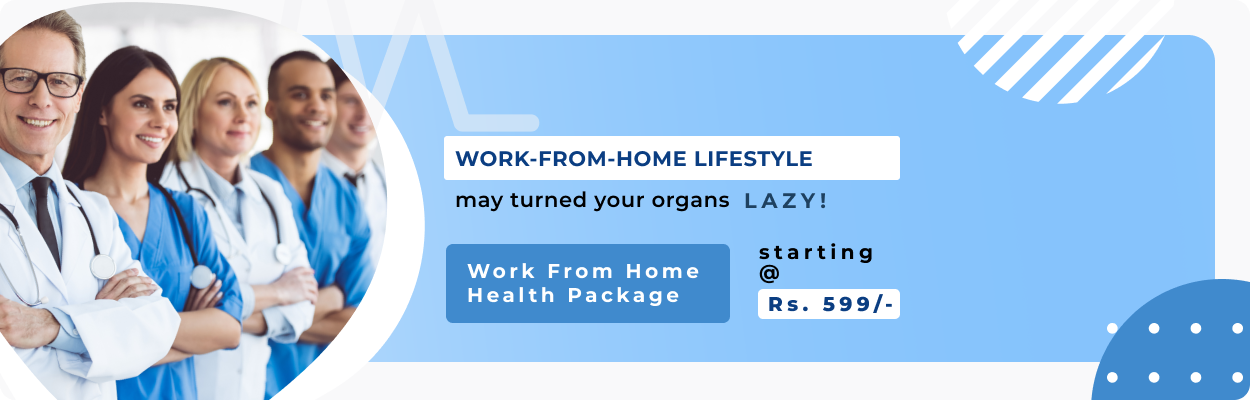 WORK-FROM-HOME LIFESTYLE
may turned your organs LAZY!
Work From Home
Health Package
starting
@
Rs. 599/-